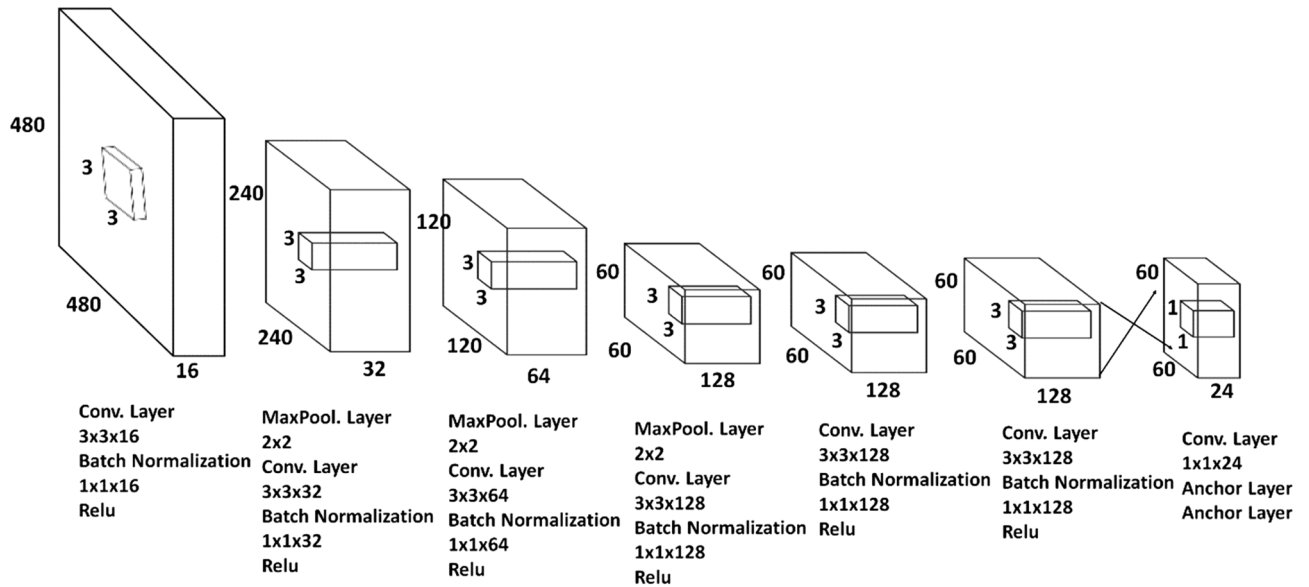 480
3
3
480
16
240
3
3
240
32
120
3
3
120
64
60
3
3
60
128
60
3
3
60
128
60
3
3
60
128
60
1
1
60
24
Conv. Layer
3x3x16
Batch Normalization
1x1x16
Relu
MaxPool. Layer
2x2
Conv. Layer
3x3x32
Batch Normalization
1x1x32
Relu
MaxPool. Layer
2x2
Conv. Layer
3x3x64
Batch Normalization
1x1x64
Relu
MaxPool. Layer
2x2
Conv. Layer
3x3x128
Batch Normalization
1x1x128
Relu
Conv. Layer
3x3x128
Batch Normalization
1x1x128
Relu
Conv. Layer
3x3x128
Batch Normalization
1x1x128
Relu
Conv. Layer
1x1x24
Anchor Layer
Anchor Layer